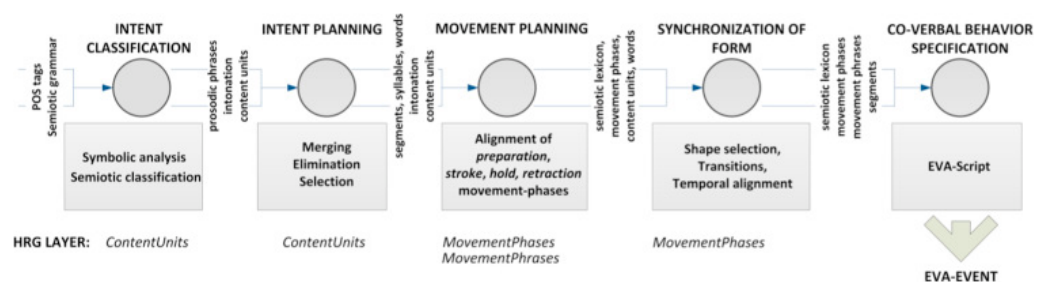 INTENT
CLASSIFICATION
INTENT PLANNING
MOVEMENT PLANNING
SYNCHRONIZATION OF
FORM
CO-VERBAL BEHAVIOR
SPECIFICATION
POS tags
Semiotic grammar
prosodic phrases
intonation
content units
segments, syllables, words
intonation
content units
semiotic lexicon,
movement phases,
content units, words
semiotic lexicon
movement phases
movement phrases
segments
Symbolic analysis
Semiotic classification
Merging
Elimination
Selection
Alignment of
preparation,
stroke, hold, retraction
movement-phases
Shape selection,
Transitions,
Temporal alignment
EVA-Script
HRG LAYER: ContentUnits
ContentUnits
MovementPhases
MovementPhrases
MovementPhases
EVA-EVENT